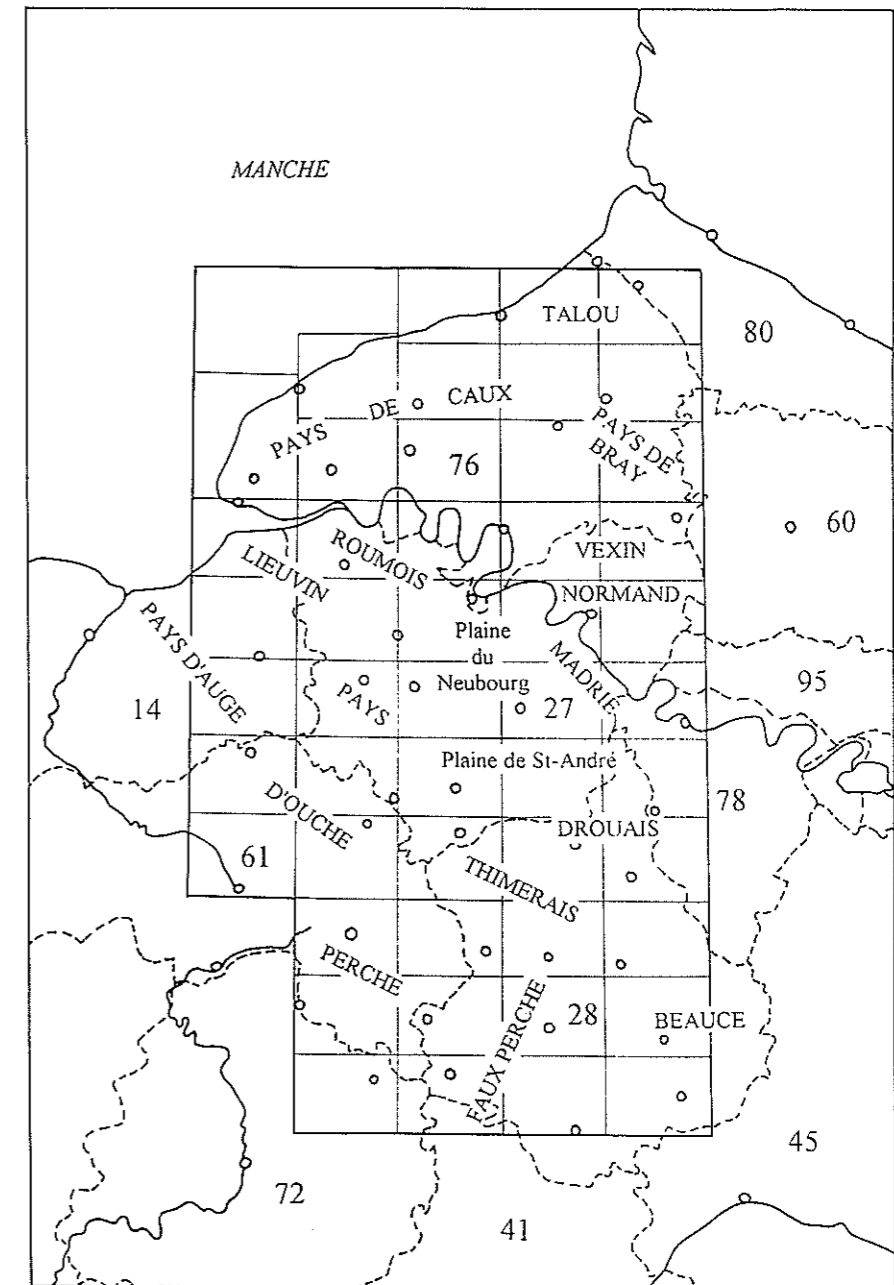 MANCHE
TALOU
80
PAYS DE CAUX
PAYS DE
BRAY
76
60
LIEUVIN
ROUMOIS
VEXIN
NORMAND
PAYS D'AUGE
Plaine
du
Neubourg
MADRIE
95
14
PAYS
27
Plaine de St-André
78
D'OUCHE
DROUAIS
61
THIMERAIS
PERCHE
FAUX PERCHE
28
BEAUCE
45
72
41